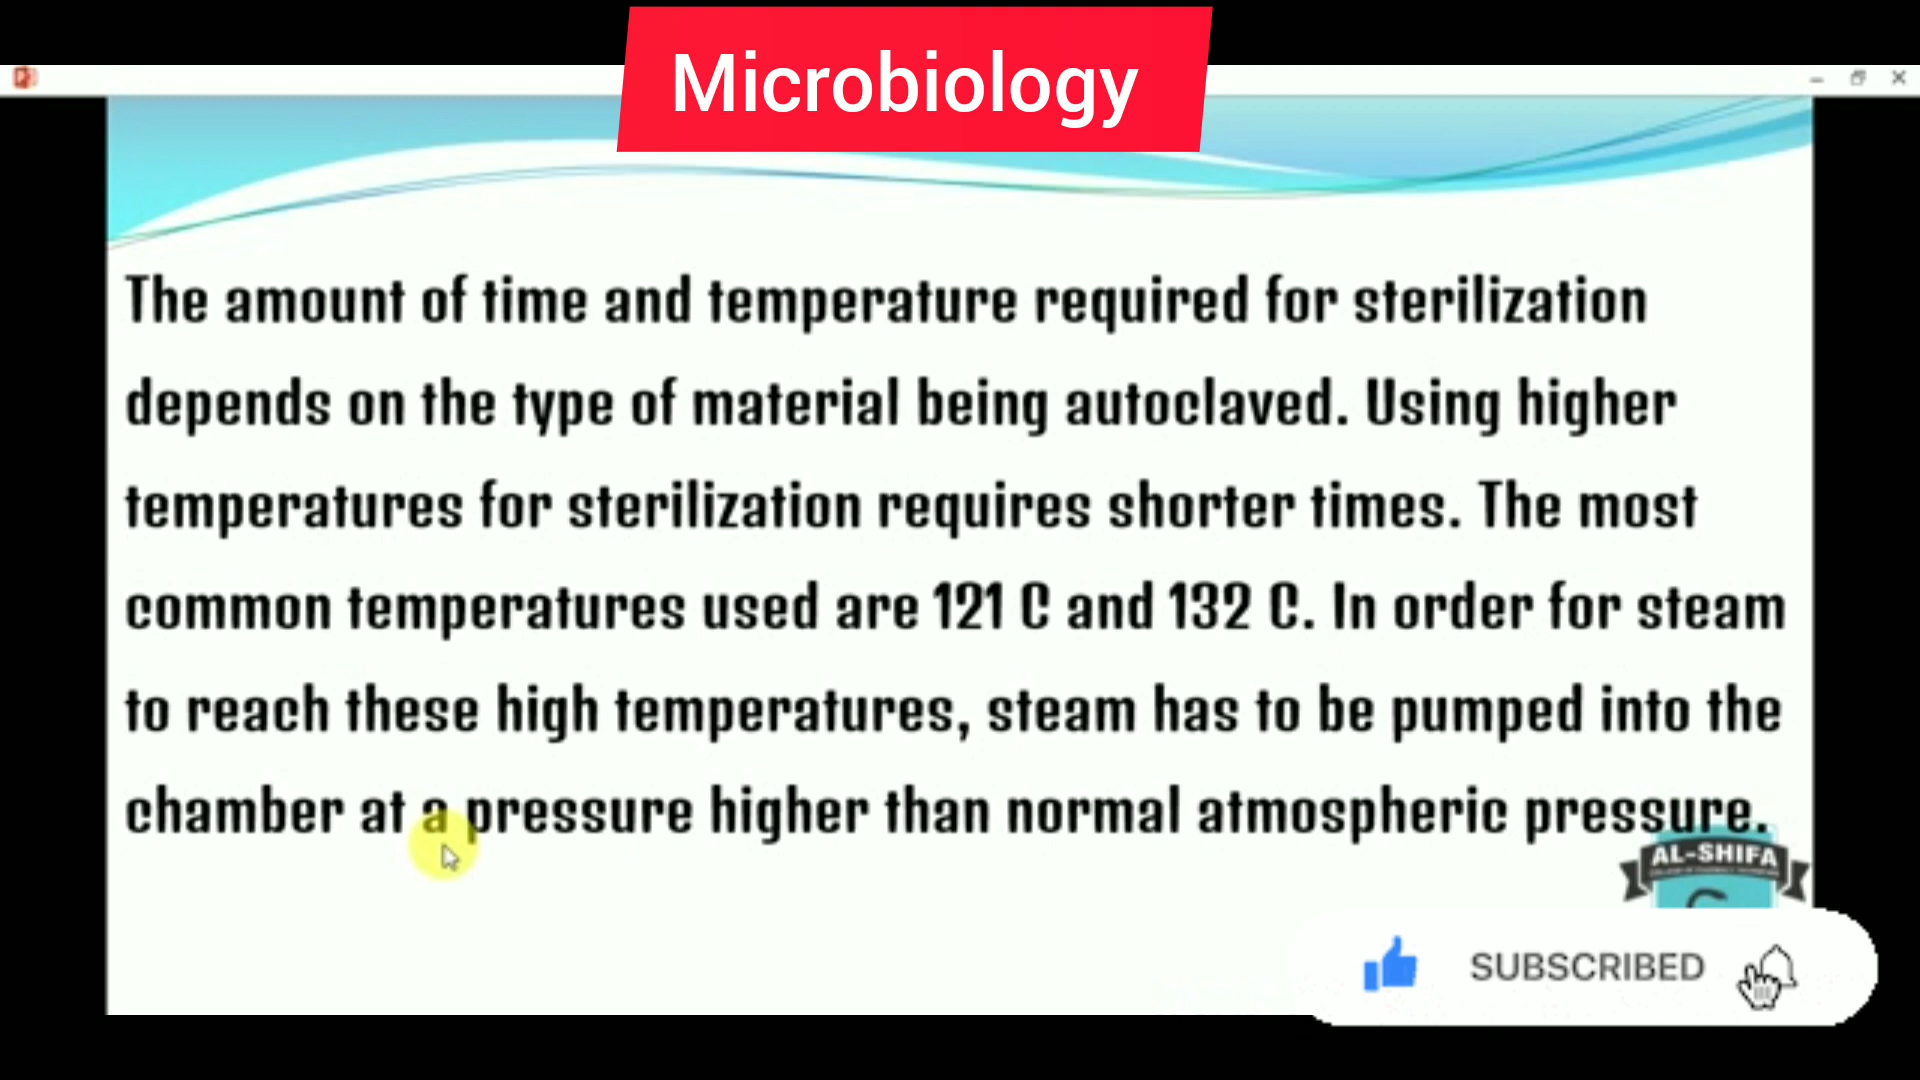 Microbiology
The amount of time and temperature required for sterilization
depends on the type of material being autoclaved. Using higher
temperatures for sterilization requires shorter times. The most
common temperatures used are 121 C and 132 C. In order for steam
to reach these high temperatures, steam has to be pumped into the
chamber at a pressure higher than normal atmospheric pressure.
AL-SHIFA
SUBSCRIBED